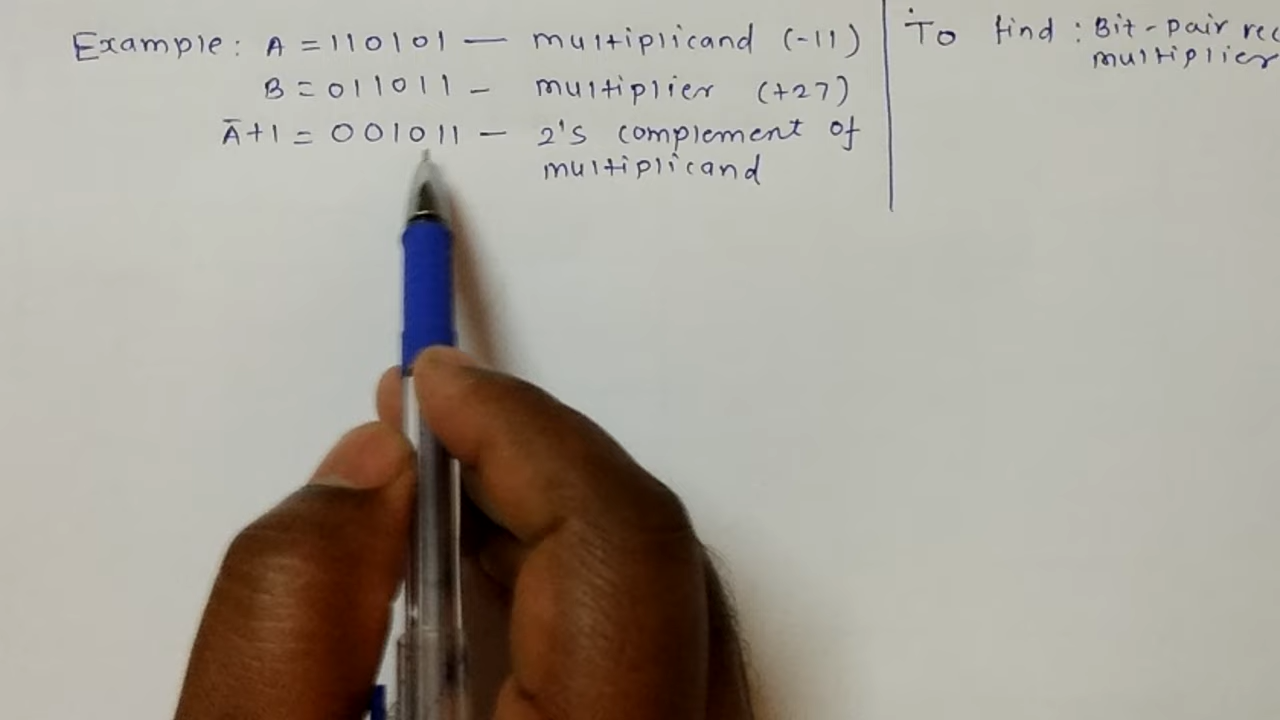 Example: A = 110101 — multiplicand (-11)
B = 011011 - multiplier (+27)
Ā+1 = 001011 — 2's complement of
multiplicand
To find : Bit-pair
multiplier